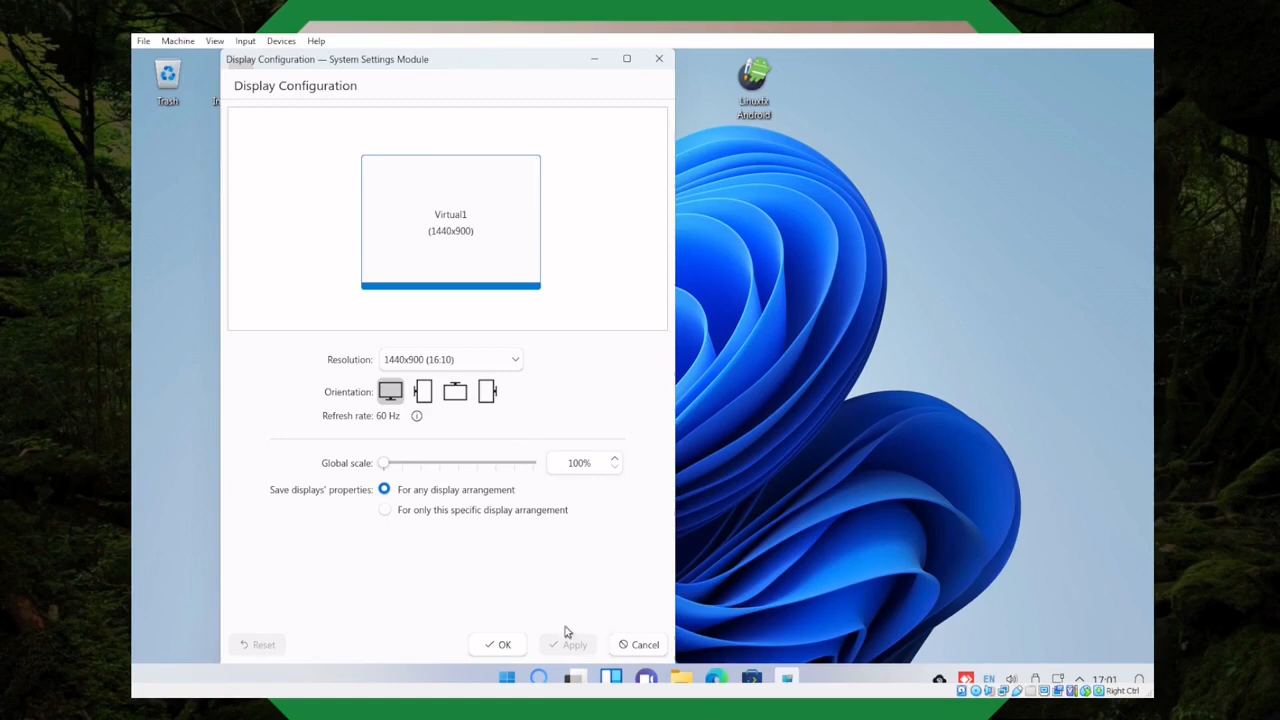 File Machine View Input Devices Help
Display Configuration — System Settings Module
Display Configuration
Trash
In
Linuxfx
Android
Virtual1
(1440x900)
Resolution: 1440x900 (16:10)
Orientation:
Refresh rate: 60 Hz
Global scale: 100%
Save displays' properties: For any display arrangement
For only this specific display arrangement
Reset OK Apply Cancel
EN 17:01
Right Ctrl